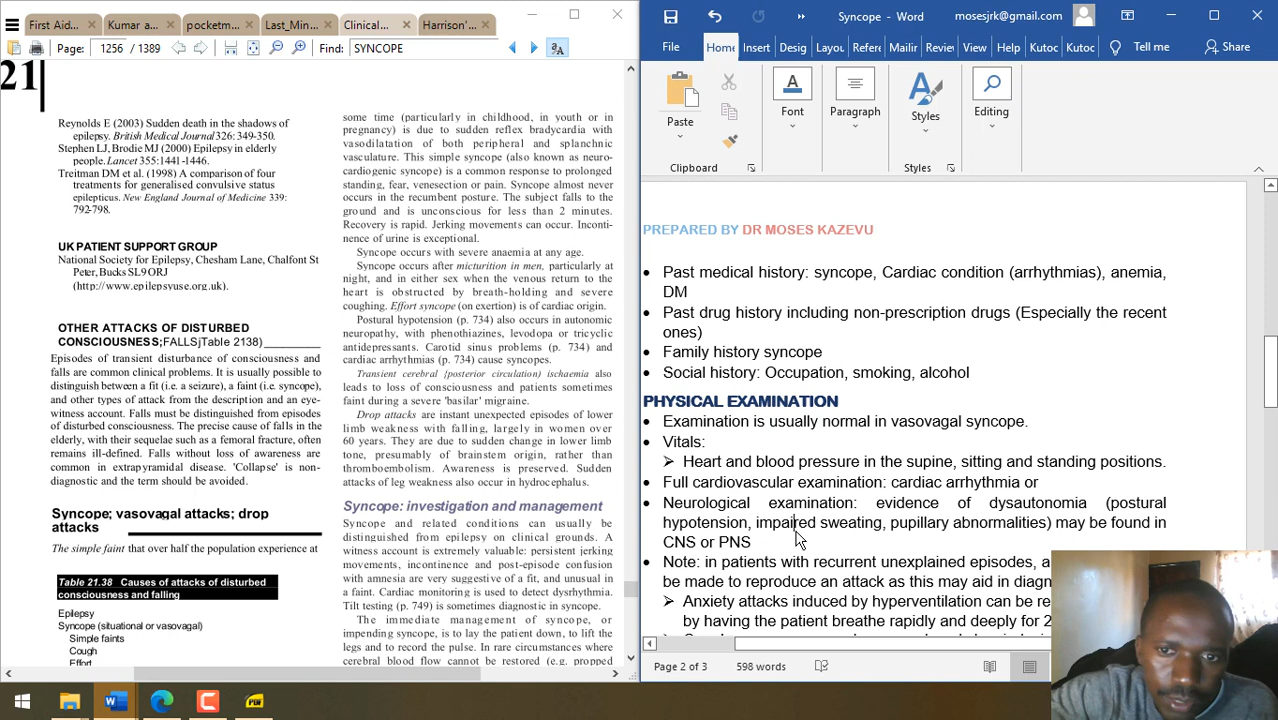 First Aid...
Kumar a...
pocketm...
Last_Min...
Clinical...
Harrison'...
Page: 1256 / 1389
Find: SYNCOPE
21
Reynolds E (2003) Sudden death in the shadows of
epilepsy. British Medical Journal 326: 349-350.
Stephen LJ, Brodie MJ (2000) Epilepsy in elderly
people. Lancet 355:1441-1446.
Treitman DM et al. (1998) A comparison of four
treatments for generalised convulsive status
epilepticus. New England Journal of Medicine 339:
792-798.
UK PATIENT SUPPORT GROUP
National Society for Epilepsy, Chesham Lane, Chalfont St
Peter, Bucks SL9 ORJ
(http://www.epilepsyuse.org.uk).
OTHER ATTACKS OF DISTURBED
CONSCIOUSNESS;FALLSjTable 2138)
Episodes of transient disturbance of consciousness and
falls are common clinical problems. It is usually possible to
distinguish between a fit (i.e. a seizure), a faint (i.e. syncope),
and other types of attack from the description and an eye-
witness account. Falls must be distinguished from episodes
of disturbed consciousness. The precise cause of falls in the
elderly, with their sequelae such as a femoral fracture, often
remains ill-defined. Falls without loss of awareness are
common in extrapyramidal disease. 'Collapse' is non-
diagnostic and the term should be avoided.
Syncope; vasovagal attacks; drop
attacks
The simple faint that over half the population experience at
Table 21.38 Causes of attacks of disturbed
consciousness and falling
Epilepsy
Syncope (situational or vasovagal)
Simple faints
Cough
Effort
some time (particularly in childhood, in youth or in
pregnancy) is due to sudden reflex bradycardia with
vasodilatation of both peripheral and splanchnic
vasculature. This simple syncope (also known as neuro-
cardiogenic syncope) is a common response to prolonged
standing, fear, venesection or pain. Syncope almost never
occurs in the recumbent posture. The subject falls to the
ground and is unconscious for less than 2 minutes.
Recovery is rapid. Jerking movements can occur. Inconti-
nence of urine is exceptional.
Syncope occurs with severe anaemia at any age.
Syncope occurs after micturition in men, particularly at
night, and in either sex when the venous return to the
heart is obstructed by breath-holding and severe
coughing. Effort syncope (on exertion) is of cardiac origin.
Postural hypotension (p. 734) also occurs in autonomic
neuropathy, with phenothiazines, levodopa or tricyclic
antidepressants. Carotid sinus problems (p. 734) and
cardiac arrhythmias (p. 734) cause syncopes.
Transient cerebral {posterior circulation) ischaemia also
leads to loss of consciousness and patients sometimes
faint during a severe 'basilar' migraine.
Drop attacks are instant unexpected episodes of lower
limb weakness with falling, largely in women over
60 years. They are due to sudden change in lower limb
tone, presumably of brainstem origin, rather than
thromboembolism. Awareness is preserved. Sudden
attacks of leg weakness also occur in hydrocephalus.
Syncope: investigation and management
Syncope and related conditions can usually be
distinguished from epilepsy on clinical grounds. A
witness account is extremely valuable: persistent jerking
movements, incontinence and post-episode confusion
with amnesia are very suggestive of a fit, and unusual in
a faint. Cardiac monitoring is used to detect dysrhythmia.
Tilt testing (p. 749) is sometimes diagnostic in syncope.
The immediate management of syncope, or
impending syncope, is to lay the patient down, to lift the
legs and to record the pulse. In rare circumstances where
cerebral blood flow cannot be restored (e.g. propped
Syncope - Word
mosesjrk@gmail.com
File Home Insert Desig Layou Refere Mailir Reviev View Help Kutoc Kutoc Tell me Share
Paste
Font
Paragraph
Styles
Editing
Clipboard
Styles
PREPARED BY DR MOSES KAZEVU
• Past medical history: syncope, Cardiac condition (arrhythmias), anemia,
DM
• Past drug history including non-prescription drugs (Especially the recent
ones)
• Family history syncope
• Social history: Occupation, smoking, alcohol
PHYSICAL EXAMINATION
• Examination is usually normal in vasovagal syncope.
• Vitals:
➢ Heart and blood pressure in the supine, sitting and standing positions.
• Full cardiovascular examination: cardiac arrhythmia or
• Neurological examination: evidence of dysautonomia (postural
hypotension, impaired sweating, pupillary abnormalities) may be found in
CNS or PNS
• Note: in patients with recurrent unexplained episodes, a
be made to reproduce an attack as this may aid in diagn
➢ Anxiety attacks induced by hyperventilation can be re
by having the patient breathe rapidly and deeply for 2
Page 2 of 3
598 words